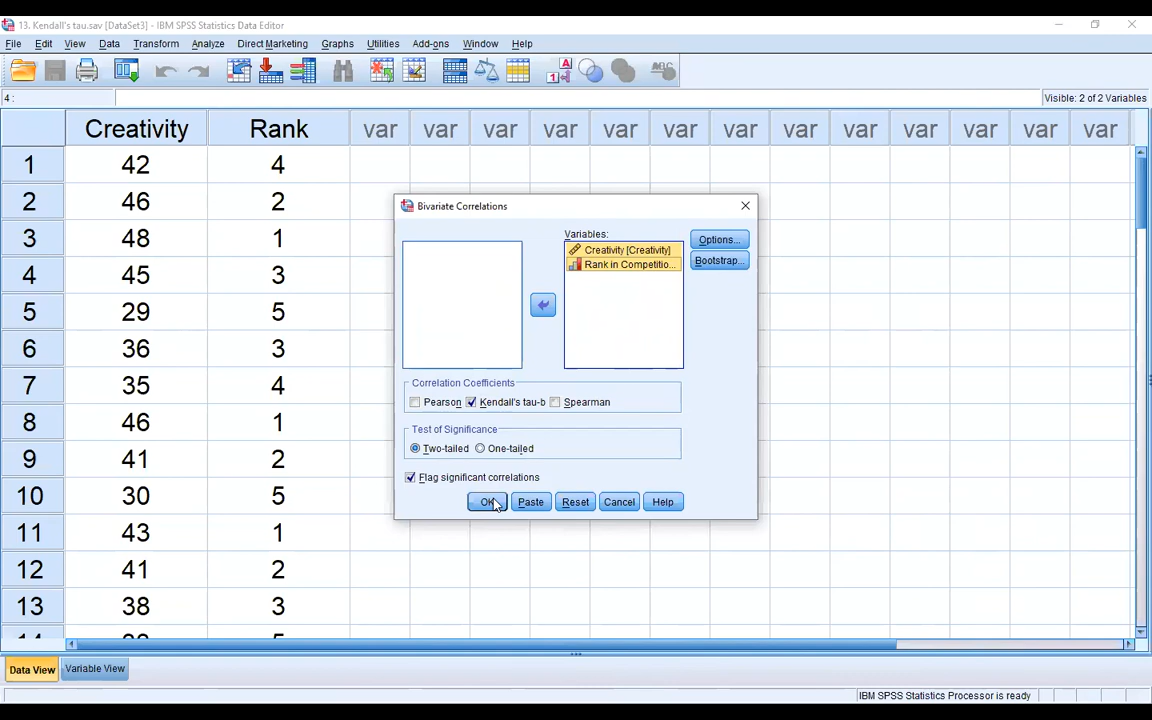 13. Kendall's tau.sav [DataSet3] - IBM SPSS Statistics Data Editor
File Edit View Data Transform Analyze Direct Marketing Graphs Utilities Add-ons Window Help
4 :
Visible: 2 of 2 Variables
Creativity Rank var var var var var var var var var var var var var
1 42 4
2 46 2
3 48 1
4 45 3
5 29 5
6 36 3
7 35 4
8 46 1
9 41 2
10 30 5
11 43 1
12 41 2
13 38 3
Bivariate Correlations
Variables:
Creativity [Creativity]
Rank in Competitio...
Options...
Bootstrap...
Correlation Coefficients
Pearson Kendall's tau-b Spearman
Test of Significance
Two-tailed One-tailed
Flag significant correlations
OK Paste Reset Cancel Help
Data View Variable View
IBM SPSS Statistics Processor is ready